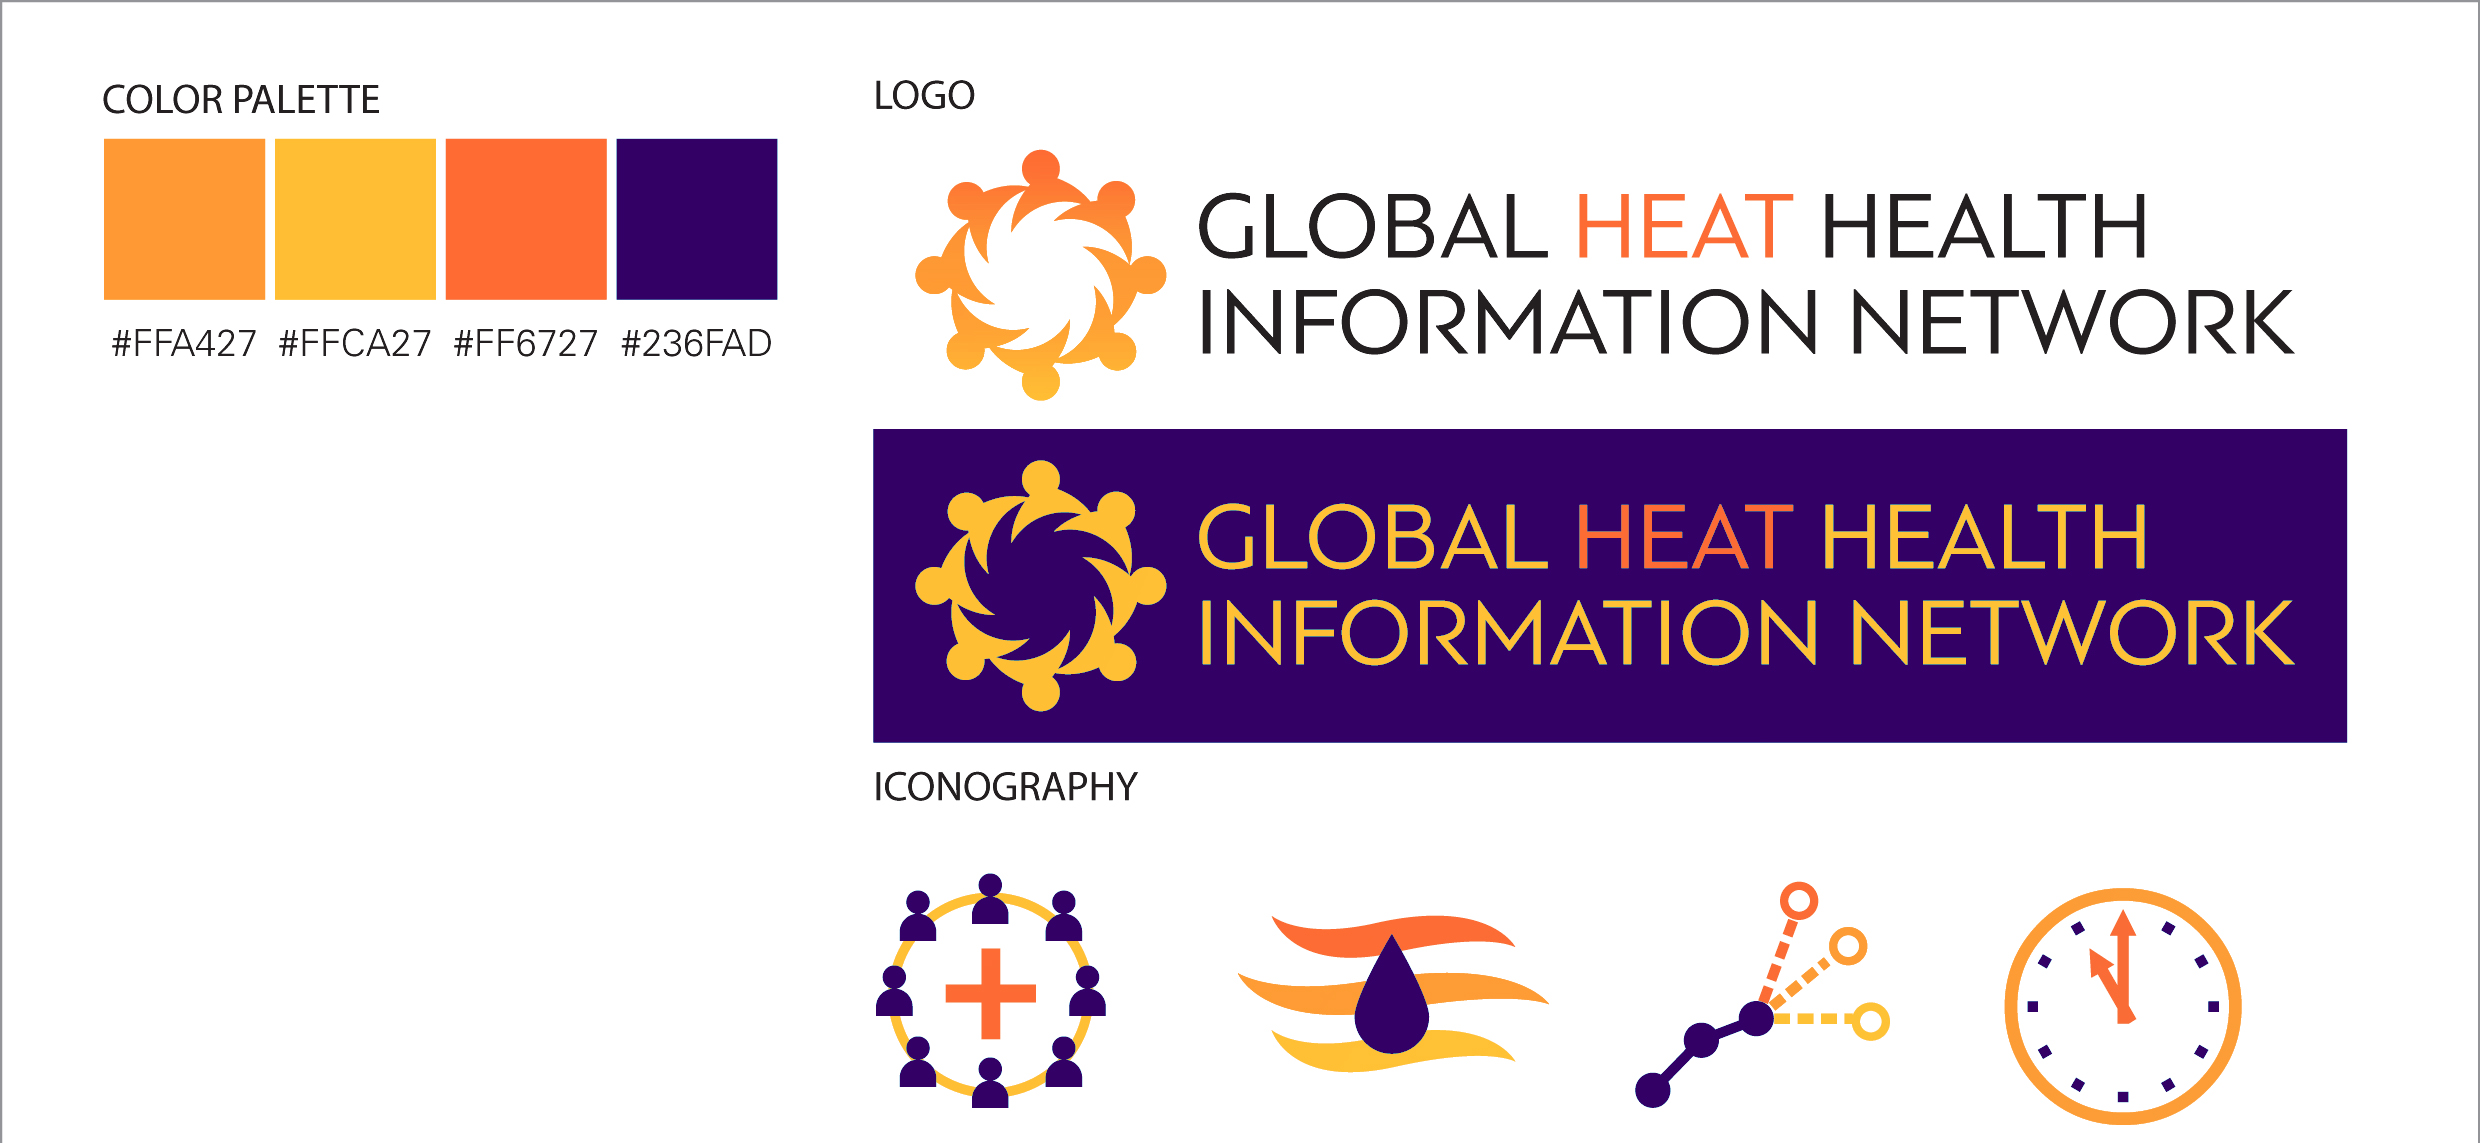 COLOR PALETTE
#FFA427 #FFCA27 #FF6727 #236FAD
LOGO
GLOBAL HEAT HEALTH
INFORMATION NETWORK
GLOBAL HEAT HEALTH
INFORMATION NETWORK
ICONOGRAPHY